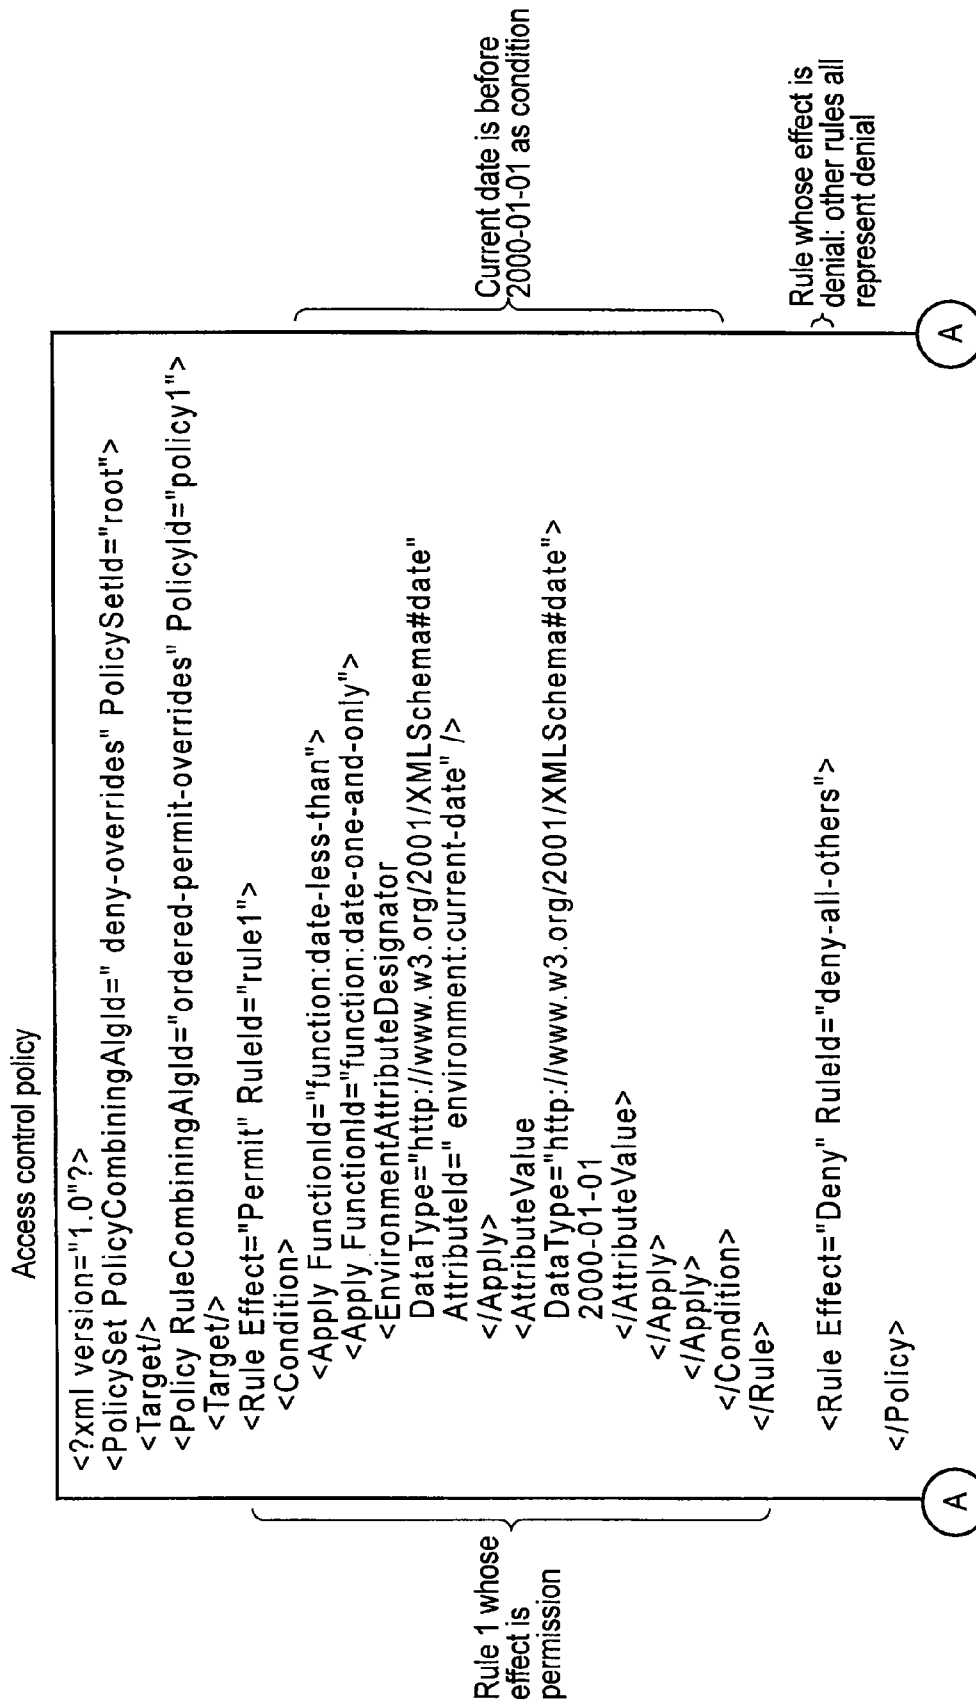 Access control policy
<?xml version="1.0"?>
<PolicySet PolicyCombiningAlgId=" deny-overrides" PolicySetId="root">
<Target/>
<Policy RuleCombiningAlgId="ordered-permit-overrides" PolicyId="policy1">
<Target/>
<Rule Effect="Permit" RuleId="rule1">
<Condition>
<Apply FunctionId="function:date-less-than">
<Apply FunctionId="function:date-one-and-only">
<EnvironmentAttributeDesignator
DataType="http://www.w3.org/2001/XMLSchema#date"
AttributeId=" environment:current-date" />
</Apply>
<AttributeValue
DataType="http://www.w3.org/2001/XMLSchema#date">
2000-01-01
</AttributeValue>
</Apply>
</Apply>
</Condition>
</Rule>
<Rule Effect="Deny" RuleId="deny-all-others">
</Policy>
Rule 1 whose
effect is
permission
Current date is before
2000-01-01 as condition
Rule whose effect is
denial: other rules all
represent denial
A
A